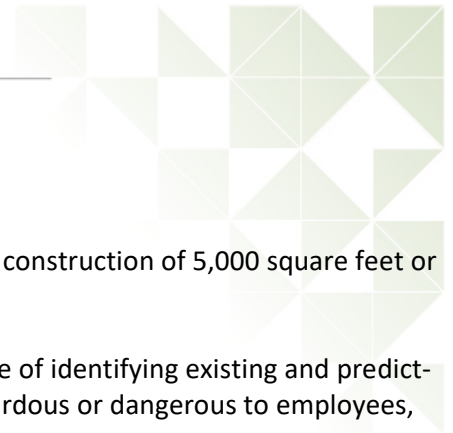 construction of 5,000 square feet or
e of identifying existing and predict-
rdous or dangerous to employees,